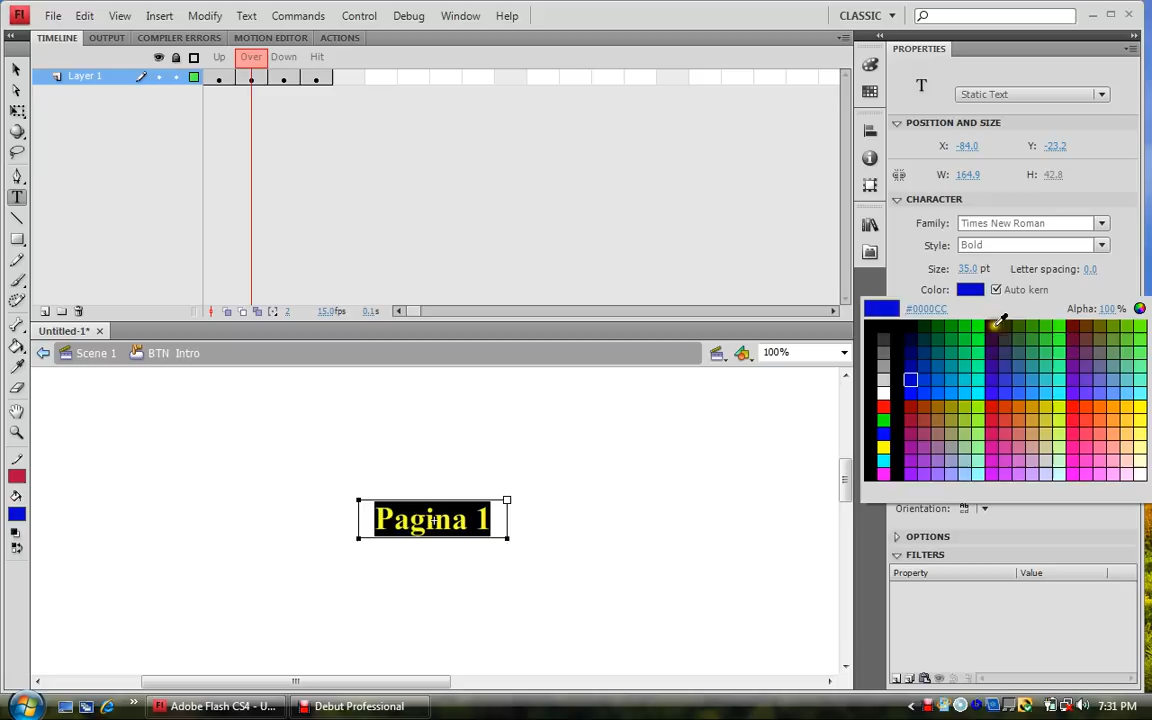 Fl File Edit View Insert Modify Text Commands Control Debug Window Help CLASSIC
TIMELINE OUTPUT COMPILER ERRORS MOTION EDITOR ACTIONS
Up Over Down Hit
Layer 1
2 15.0fps 0.1s
Untitled-1*
Scene 1 BTN Intro 100%
Pagina 1
PROPERTIES
T Static Text
POSITION AND SIZE
X: -84.0 Y: -23.2
W: 164.9 H: 42.8
CHARACTER
Family: Times New Roman
Style: Bold
Size: 35.0 pt Letter spacing: 0.0
Color: Auto kern
#0000CC Alpha: 100 %
Orientation:
OPTIONS
FILTERS
Property Value
Fl Adobe Flash CS4 - U... Debut Professional 7:31 PM